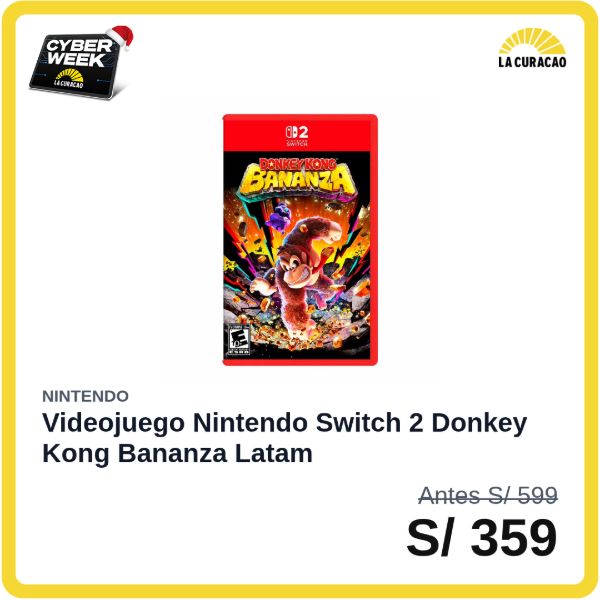 CYBER
WEEK
LA CURACAO
LA CURACAO
2
NINTENDO
SWITCH
DONKEY KONG
BANANZA
E
NINTENDO
Videojuego Nintendo Switch 2 Donkey
Kong Bananza Latam
Antes S/ 599
S/ 359